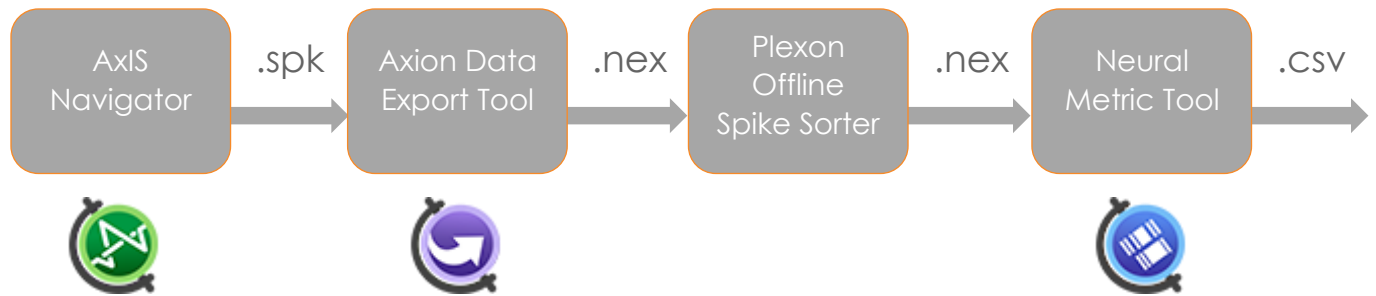 AxIS
Navigator
.spk
Axion Data
Export Tool
.nex
Plexon
Offline
Spike Sorter
.nex
Neural
Metric Tool
.csv